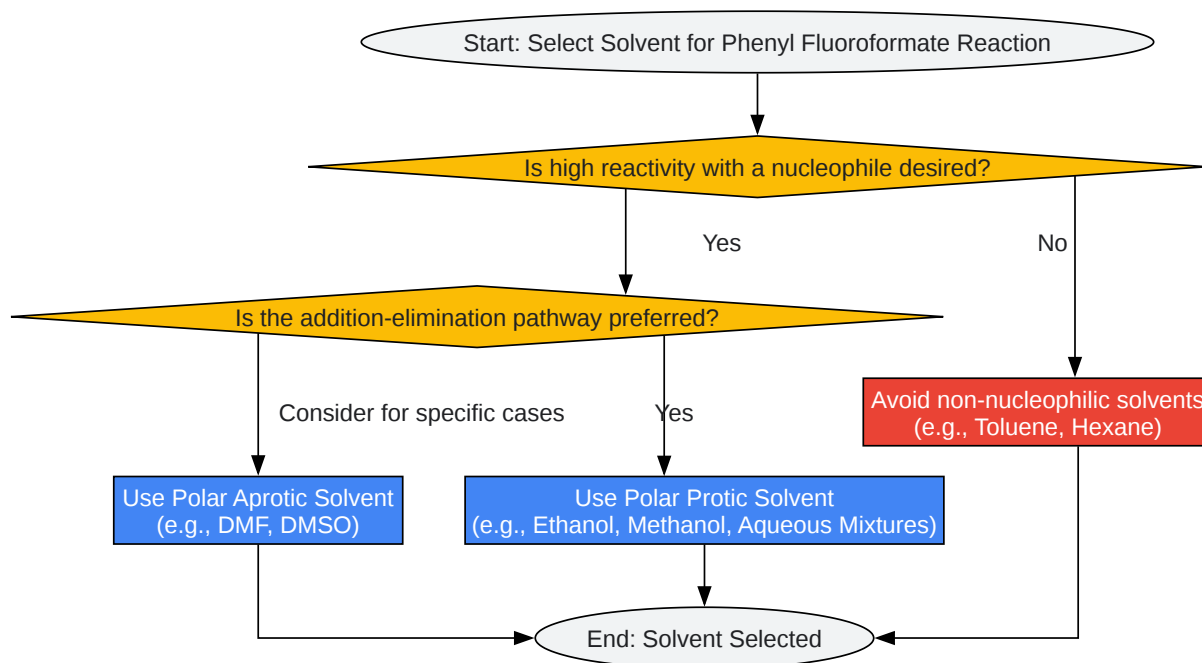 Start: Select Solvent for Phenyl Fluoroformate Reaction
Is high reactivity with a nucleophile desired?
Yes
No
Is the addition-elimination pathway preferred?
Consider for specific cases
Yes
Avoid non-nucleophilic solvents
(e.g., Toluene, Hexane)
Use Polar Aprotic Solvent
(e.g., DMF, DMSO)
Use Polar Protic Solvent
(e.g., Ethanol, Methanol, Aqueous Mixtures)
End: Solvent Selected